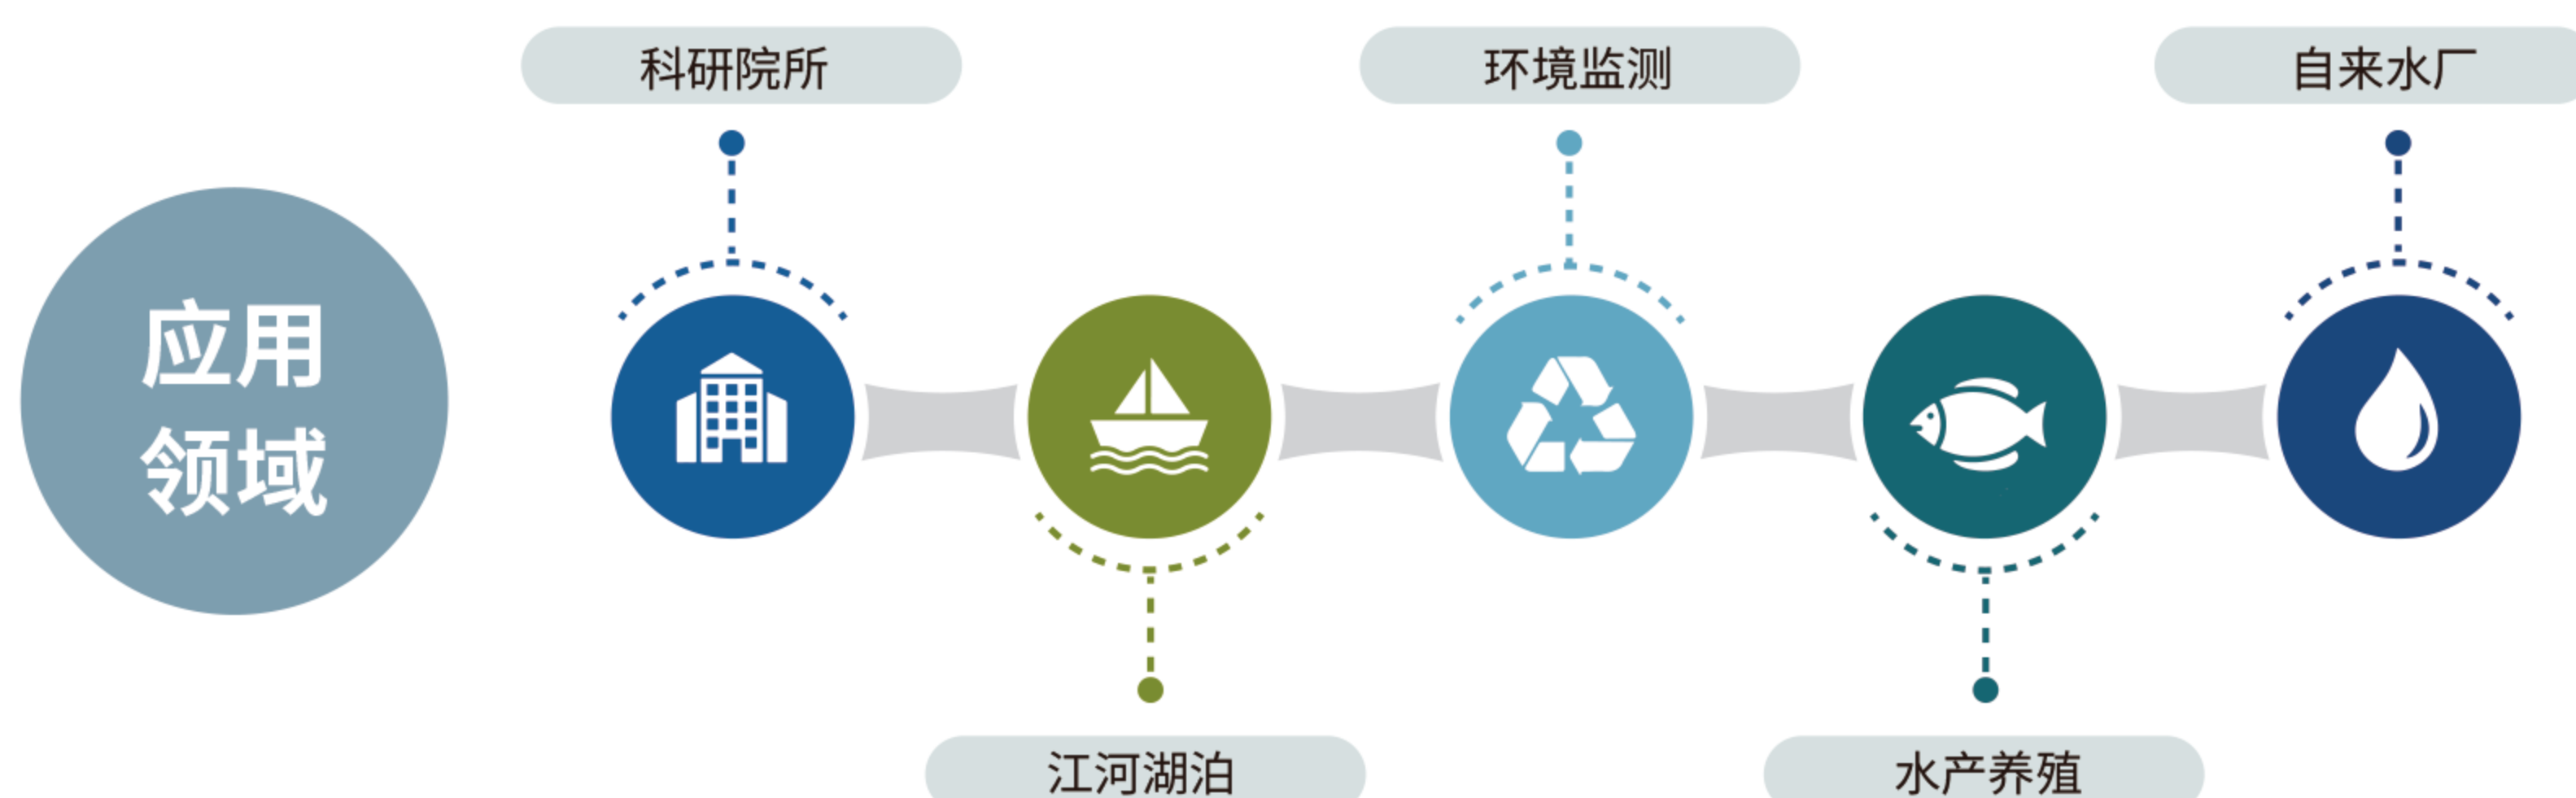 应用
领域
科研院所
江河湖泊
环境监测
水产养殖
自来水厂